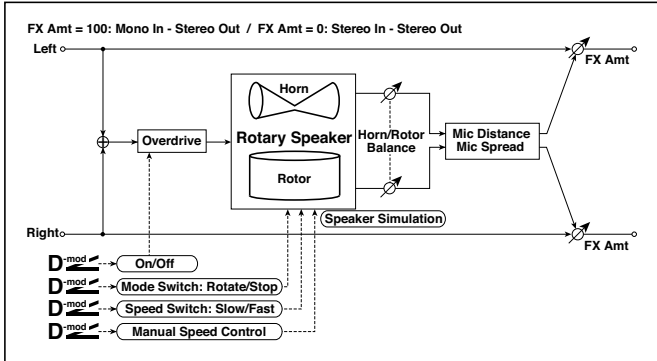 FX Amt = 100: Mono In - Stereo Out / FX Amt = 0: Stereo In - Stereo Out
Left
FX Amt
Horn
Overdrive
Rotary Speaker
Horn/Rotor
Balance
Mic Distance
Mic Spread
Rotor
Speaker Simulation
Right
FX Amt
D-mod
On/Off
D-mod
Mode Switch: Rotate/Stop
D-mod
Speed Switch: Slow/Fast
D-mod
Manual Speed Control